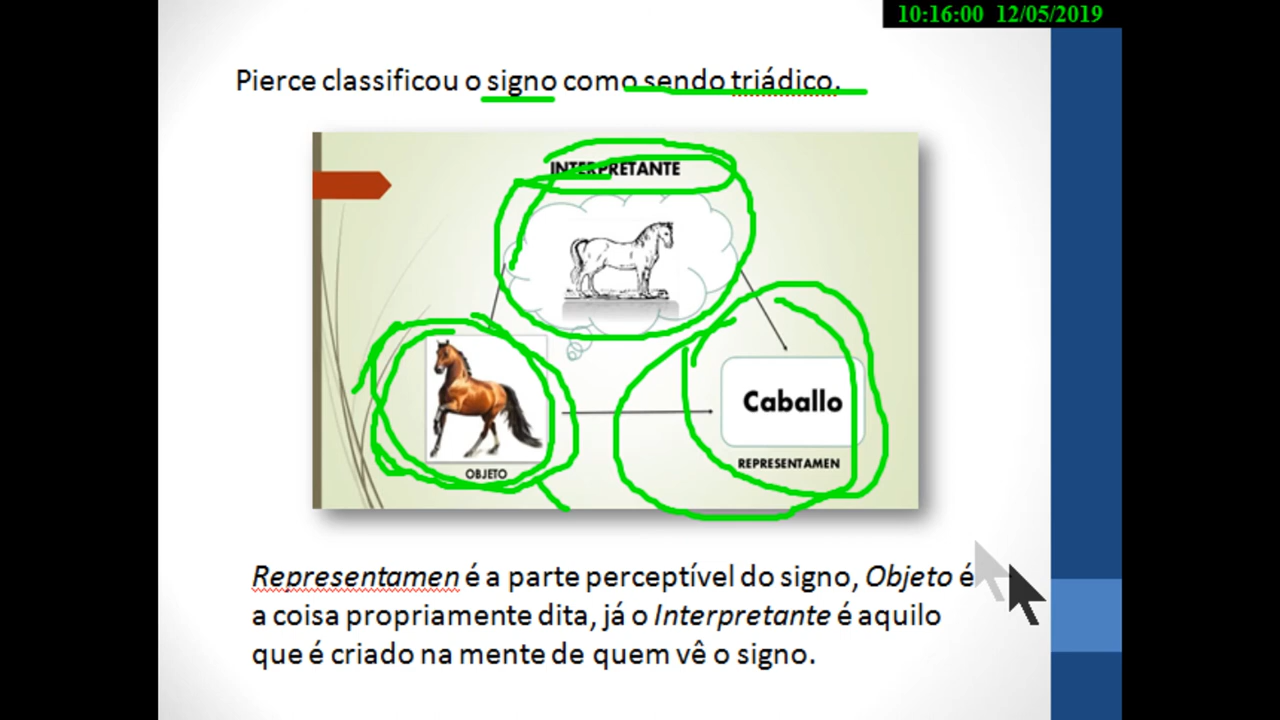 10:16:00 12/05/2019
Pierce classificou o signo como sendo triádico.
INTERPRETANTE
Caballo
REPRESENTAMEN
OBJETO
Representamen é a parte perceptível do signo, Objeto é
a coisa propriamente dita, já o Interpretante é aquilo
que é criado na mente de quem vê o signo.